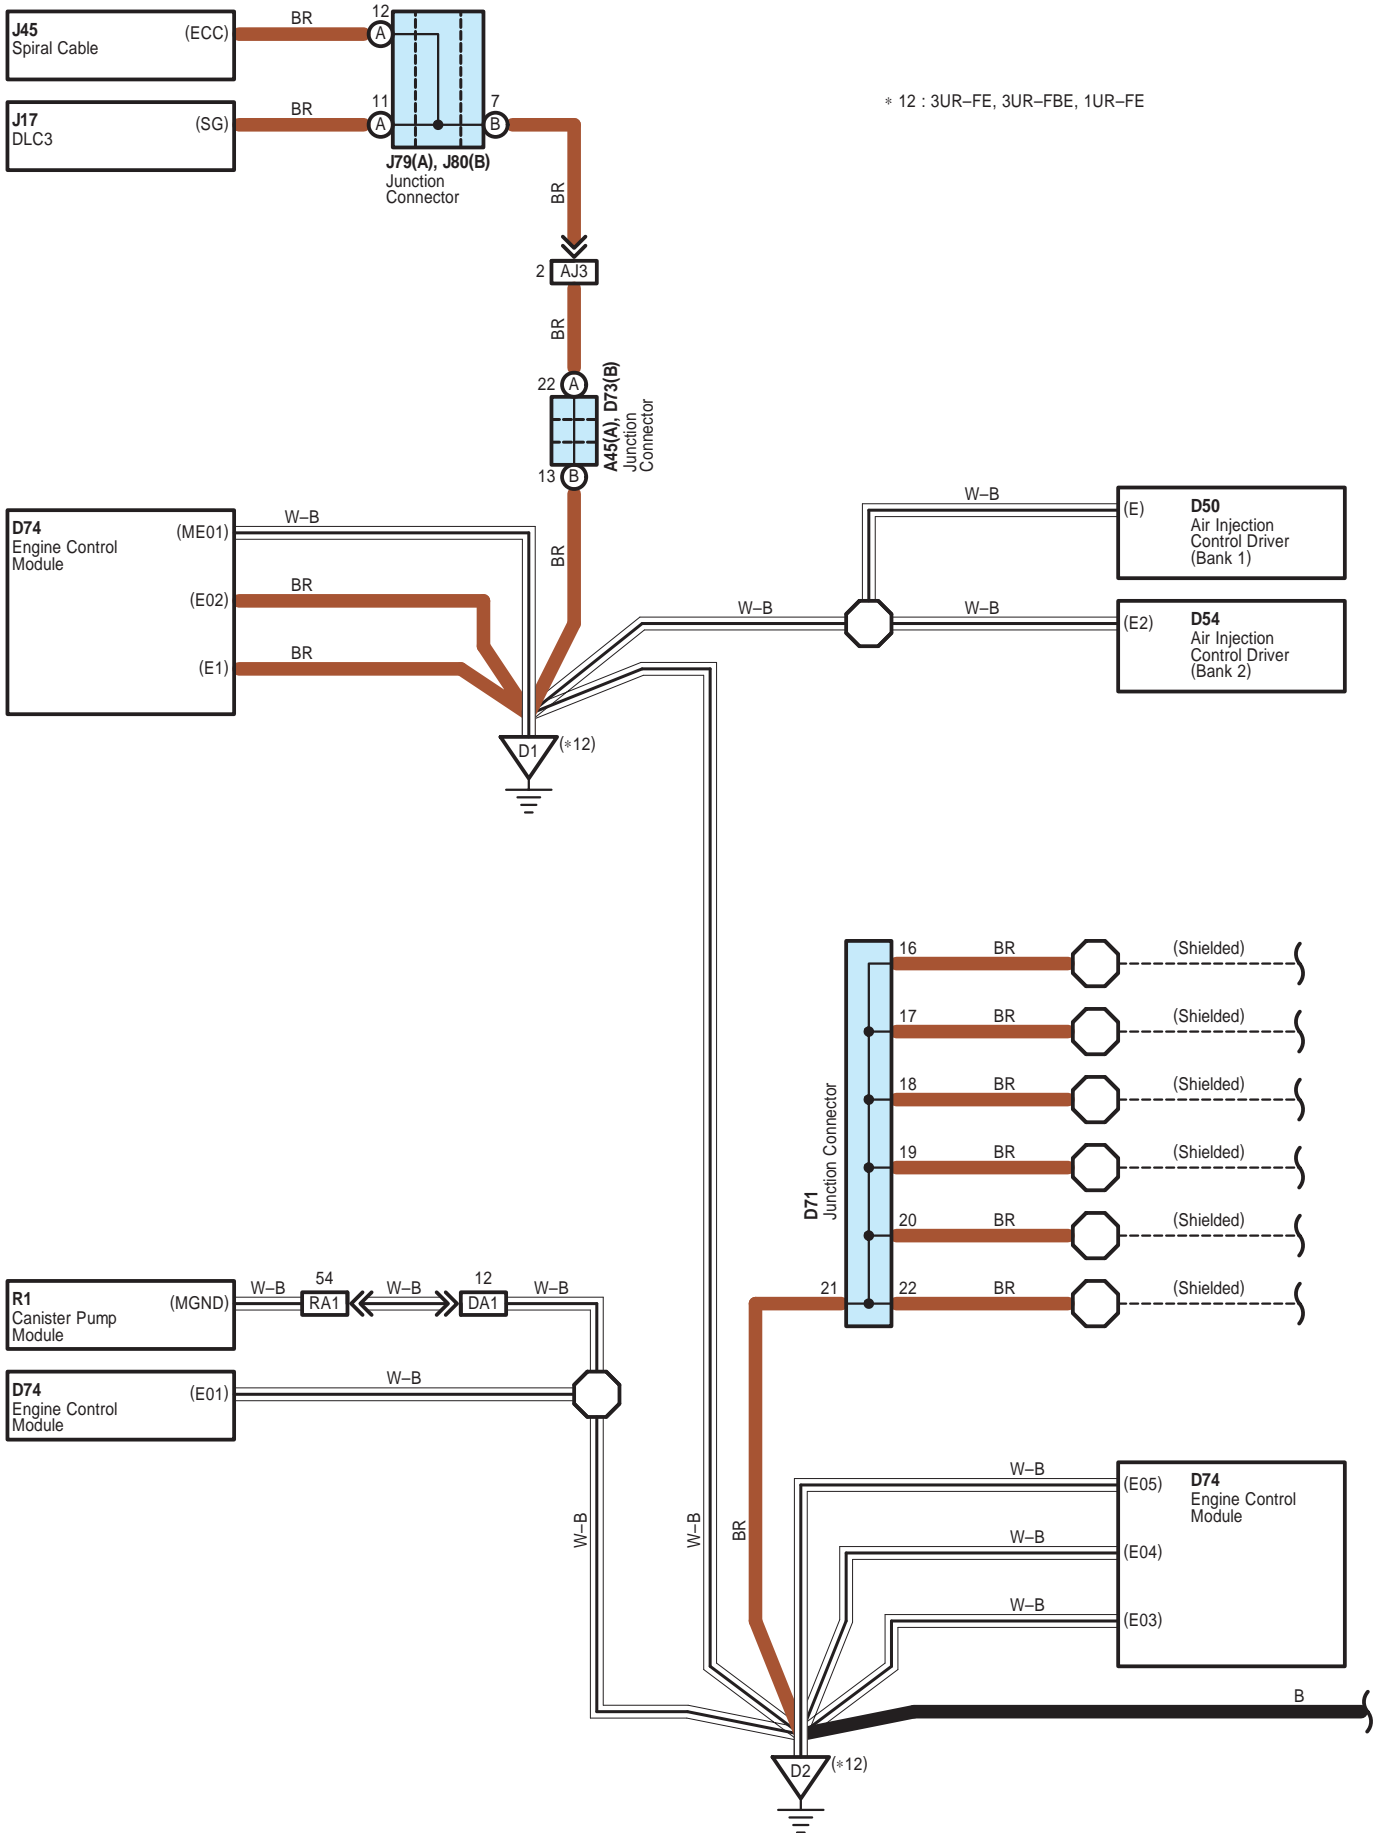 J45
Spiral Cable
(ECC)
BR
12
A
J17
DLC3
(SG)
BR
11
A
7
B
J79(A), J80(B)
Junction
Connector
∗ 12 : 3UR–FE, 3UR–FBE, 1UR–FE
BR
2
AJ3
BR
22
A
A45(A), D73(B)
Junction
Connector
13
B
BR
D74
Engine Control
Module
(ME01)
W–B
(E02)
BR
(E1)
BR
D1
(∗12)
W–B
W–B
(E)
D50
Air Injection
Control Driver
(Bank 1)
W–B
(E2)
D54
Air Injection
Control Driver
(Bank 2)
D71
Junction Connector
16
BR
(Shielded)
17
BR
(Shielded)
18
BR
(Shielded)
19
BR
(Shielded)
20
BR
(Shielded)
21
22
BR
(Shielded)
R1
Canister Pump
Module
(MGND)
W–B
54
RA1
W–B
12
DA1
W–B
D74
Engine Control
Module
(E01)
W–B
W–B
W–B
BR
W–B
(E05)
D74
Engine Control
Module
W–B
(E04)
W–B
(E03)
B
D2
(∗12)